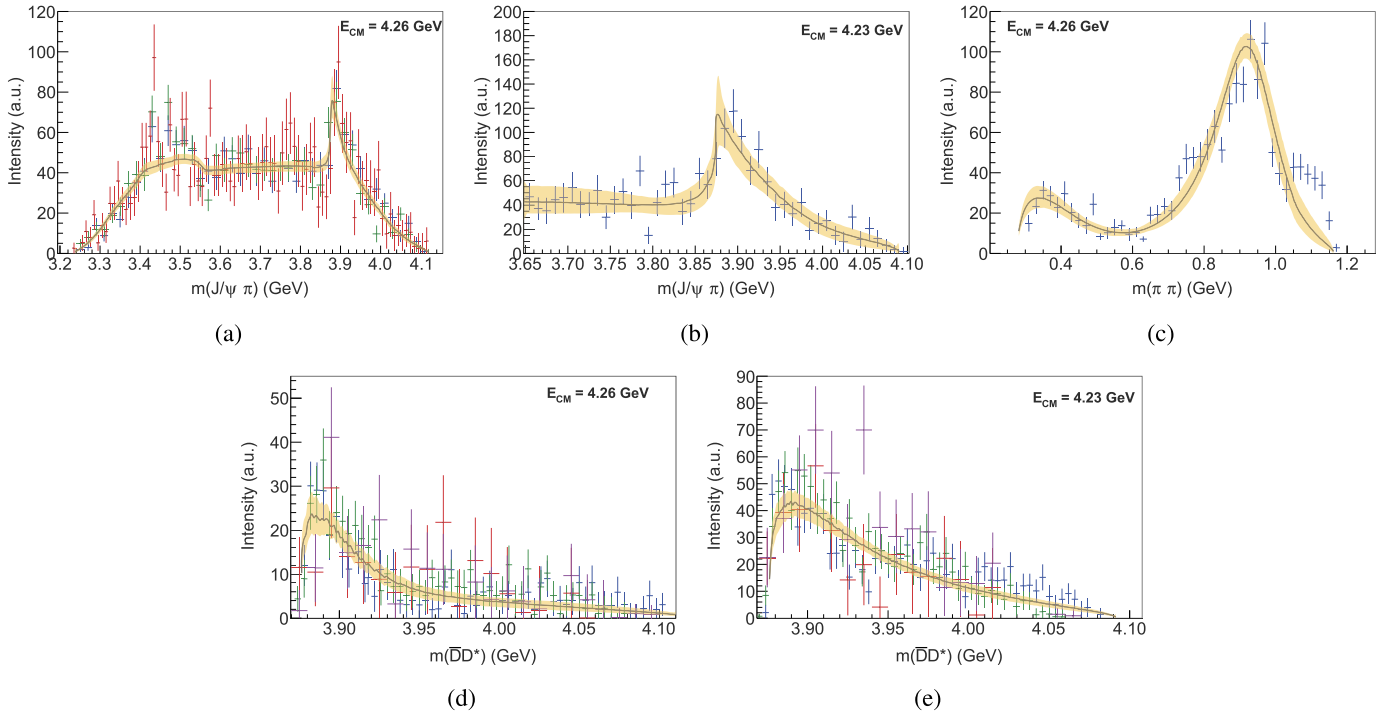 E_CM = 4.26 GeV
Intensity (a.u.)
120
100
80
60
40
20
0
3.2 3.3 3.4 3.5 3.6 3.7 3.8 3.9 4.0 4.1
m(J/ψ π) (GeV)
(a)
E_CM = 4.23 GeV
Intensity (a.u.)
200
180
160
140
120
100
80
60
40
20
0
3.65 3.70 3.75 3.80 3.85 3.90 3.95 4.00 4.05 4.10
m(J/ψ π) (GeV)
(b)
E_CM = 4.26 GeV
Intensity (a.u.)
120
100
80
60
40
20
0
0.4 0.6 0.8 1.0 1.2
m(π π) (GeV)
(c)
E_CM = 4.26 GeV
Intensity (a.u.)
50
40
30
20
10
0
3.90 3.95 4.00 4.05 4.10
m(D̅D*) (GeV)
(d)
E_CM = 4.23 GeV
Intensity (a.u.)
90
80
70
60
50
40
30
20
10
0
3.90 3.95 4.00 4.05 4.10
m(D̅D*) (GeV)
(e)